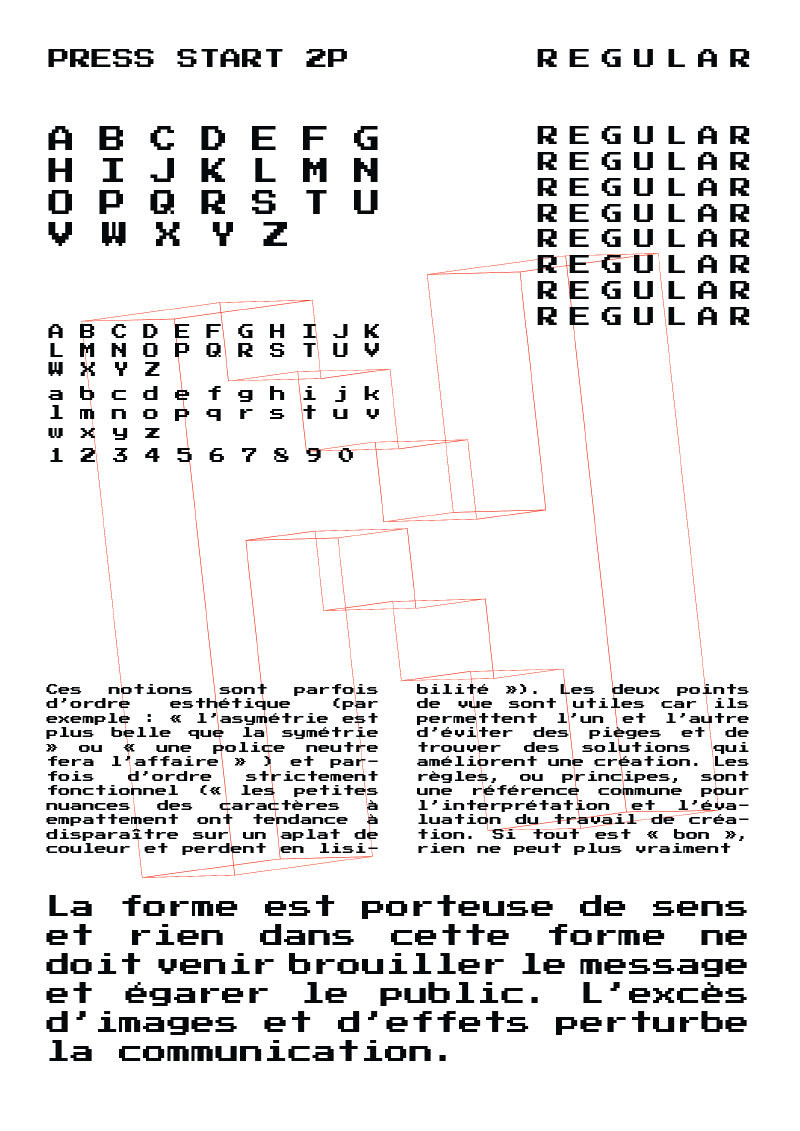 PRESS START 2P
REGULAR
A B C D E F G
H I J K L M N
O P Q R S T U
V W X Y Z
REGULAR
REGULAR
REGULAR
REGULAR
REGULAR
REGULAR
REGULAR
REGULAR
A B C D E F G H I J K
L M N O P Q R S T U V
W X Y Z
a b c d e f g h i j k
l m n o p q r s t u v
w x y z
1 2 3 4 5 6 7 8 9 0
Ces notions sont parfois
d’ordre esthétique (par
exemple : « l’asymétrie est
plus belle que la symétrie
» ou « une police neutre
fera l’affaire » ) et par-
fois d’ordre strictement
fonctionnel (« les petites
nuances des caractères à
empattement ont tendance à
disparaître sur un aplat de
couleur et perdent en lisi-
bilité »). Les deux points
de vue sont utiles car ils
permettent l’un et l’autre
d’éviter des pièges et de
trouver des solutions qui
améliorent une création. Les
règles, ou principes, sont
une référence commune pour
l’interprétation et l’éva-
luation du travail de créa-
tion. Si tout est « bon »,
rien ne peut plus vraiment
La forme est porteuse de sens
et rien dans cette forme ne
doit venir brouiller le message
et égarer le public. L’excès
d’images et d’effets perturbe
la communication.